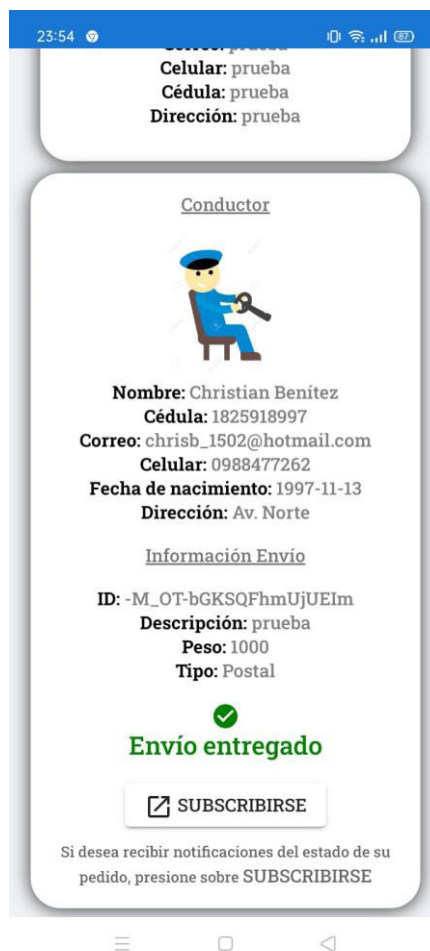 23:54
87
Celular: prueba
Cédula: prueba
Dirección: prueba
Conductor
Nombre: Christian Benítez
Cédula: 1825918997
Correo: chrisb_1502@hotmail.com
Celular: 0988477262
Fecha de nacimiento: 1997-11-13
Dirección: Av. Norte
Información Envío
ID: -M_OT-bGKSQFhmUjUEIm
Descripción: prueba
Peso: 1000
Tipo: Postal
Envío entregado
SUBSCRIBIRSE
Si desea recibir notificaciones del estado de su
pedido, presione sobre SUBSCRIBIRSE